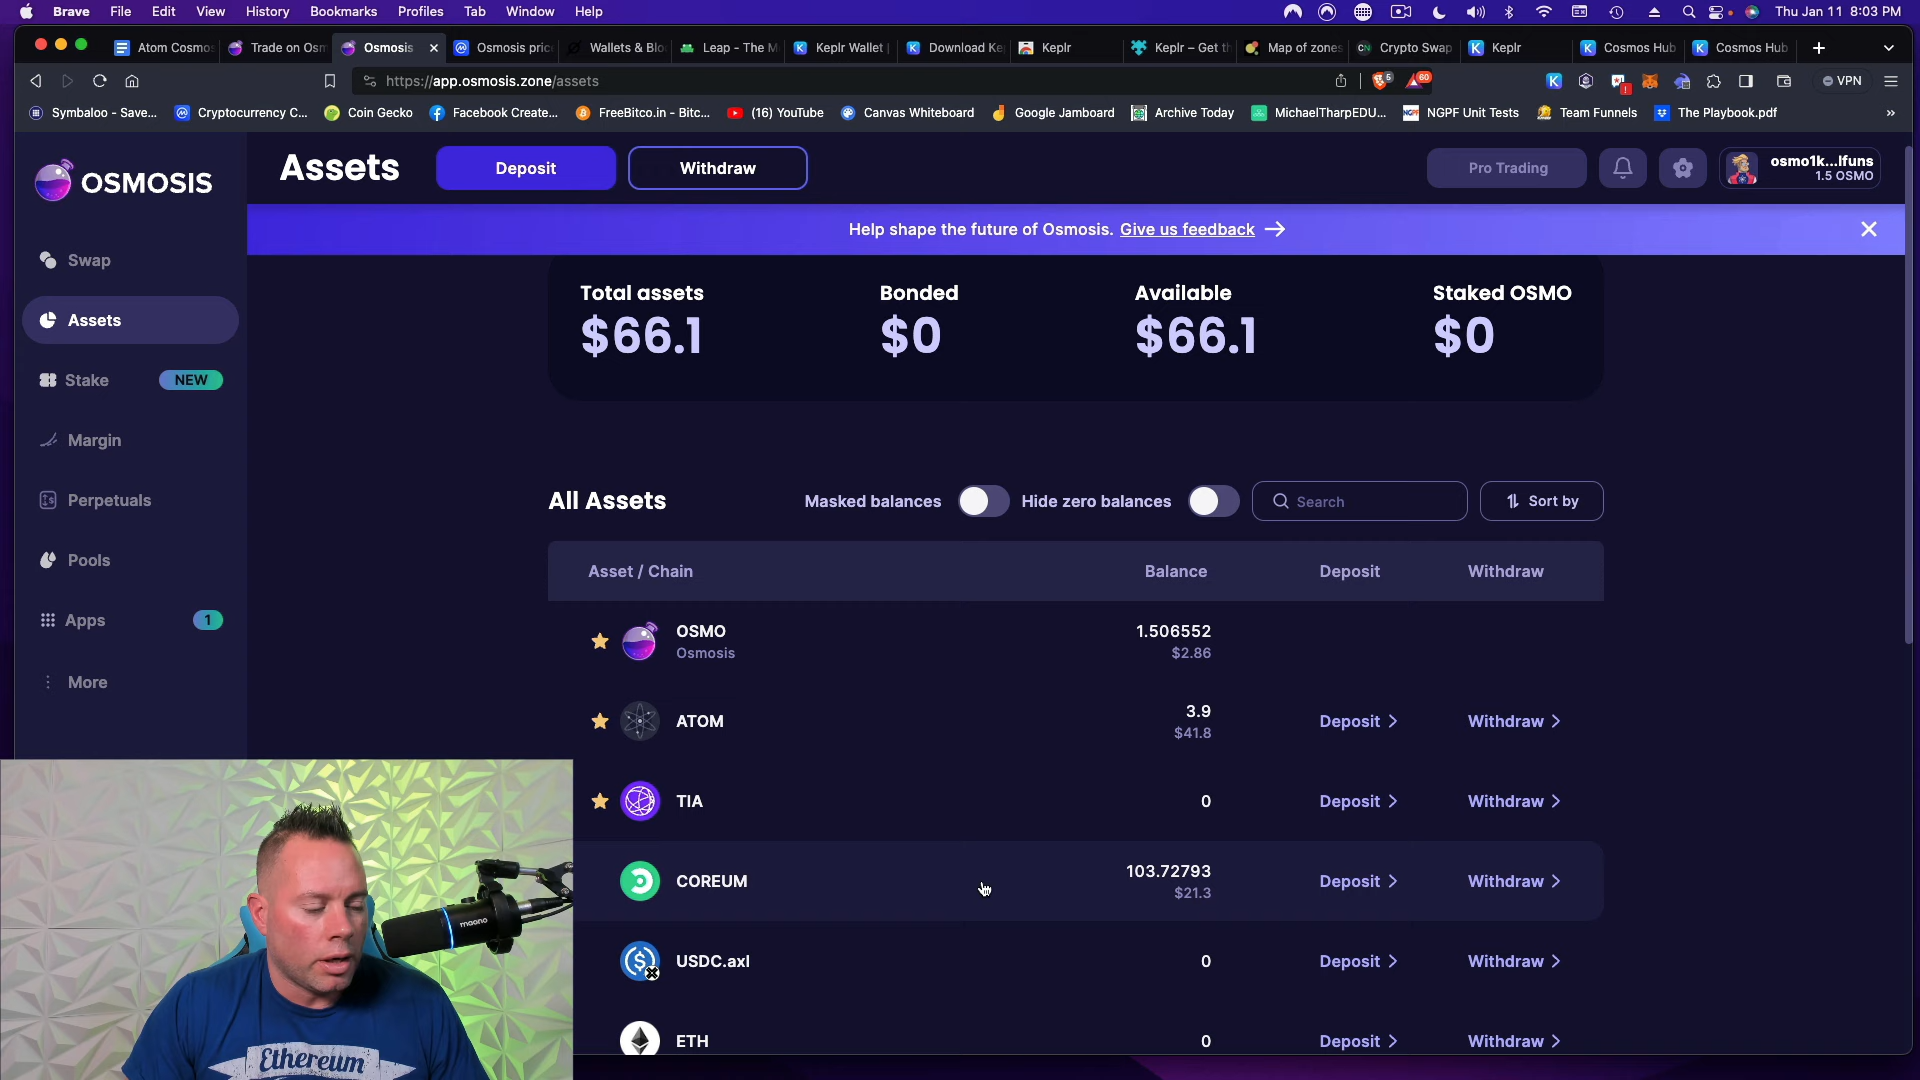 Brave File Edit View History Bookmarks Profiles Tab Window Help Thu Jan 11 8:03 PM
Atom Cosmos Trade on Osm Osmosis Osmosis pric Wallets & Blo Leap - The M Keplr Wallet | Download Ke Keplr Keplr – Get th Map of zones Crypto Swap Keplr Cosmos Hub Cosmos Hub
https://app.osmosis.zone/assets 5 60 VPN
Symbaloo - Save... Cryptocurrency C... Coin Gecko Facebook Create... FreeBitco.in - Bitc... (16) YouTube Canvas Whiteboard Google Jamboard Archive Today MichaelTharpEDU... NGPF Unit Tests Team Funnels The Playbook.pdf »
OSMOSIS
Assets Deposit Withdraw Pro Trading osmo1k...lfuns
1.5 OSMO
Help shape the future of Osmosis. Give us feedback →
Swap
Assets
Stake NEW
Margin
Perpetuals
Pools
Apps 1
More
Total assets Bonded Available Staked OSMO
$66.1 $0 $66.1 $0
All Assets Masked balances Hide zero balances Search Sort by
Asset / Chain Balance Deposit Withdraw
OSMO 1.506552
Osmosis $2.86
ATOM 3.9 Deposit > Withdraw >
$41.8
TIA 0 Deposit > Withdraw >
COREUM 103.72793 Deposit > Withdraw >
$21.3
USDC.axl 0 Deposit > Withdraw >
ETH 0 Deposit > Withdraw >
maono
Ethereum